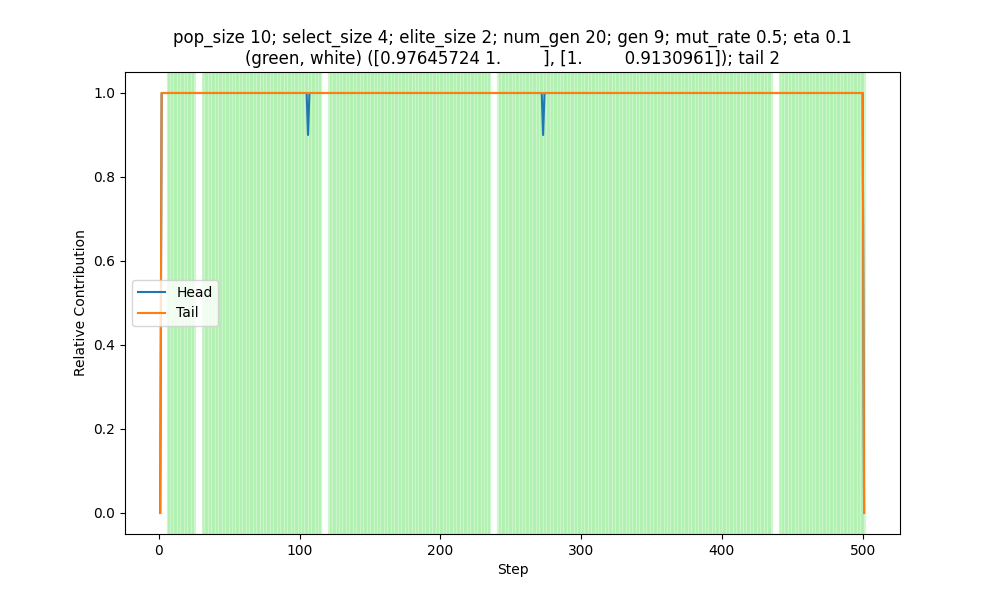 pop_size 10; select_size 4; elite_size 2; num_gen 20; gen 9; mut_rate 0.5; eta 0.1
(green, white) ([0.97645724 1.        ], [1.        0.9130961]); tail 2
1.0
0.8
0.6
0.4
0.2
0.0
Relative Contribution
Head
Tail
0 100 200 300 400 500
Step